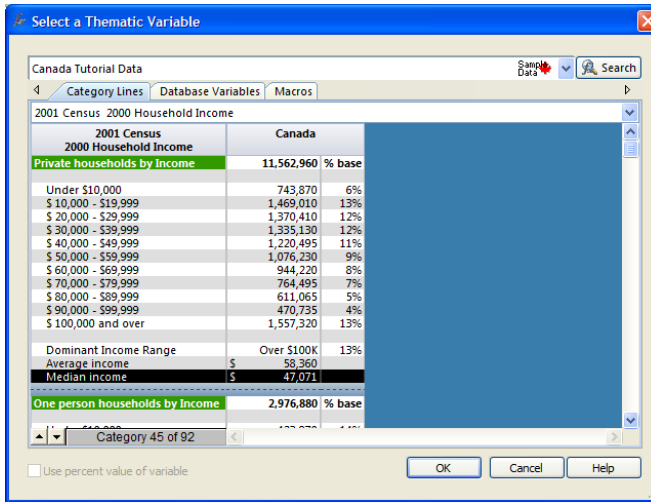 Select a Thematic Variable
Canada Tutorial Data Sample Data Search
Category Lines Database Variables Macros
2001 Census 2000 Household Income
2001 Census Canada
2000 Household Income
Private households by Income 11,562,960 % base
Under $10,000 743,870 6%
$ 10,000 - $19,999 1,469,010 13%
$ 20,000 - $29,999 1,370,410 12%
$ 30,000 - $39,999 1,335,130 12%
$ 40,000 - $49,999 1,220,495 11%
$ 50,000 - $59,999 1,076,230 9%
$ 60,000 - $69,999 944,220 8%
$ 70,000 - $79,999 764,495 7%
$ 80,000 - $89,999 611,065 5%
$ 90,000 - $99,999 470,735 4%
$ 100,000 and over 1,557,320 13%
Dominant Income Range Over $100K 13%
Average income $ 58,360
Median income $ 47,071
One person households by Income 2,976,880 % base
Category 45 of 92
Use percent value of variable
OK Cancel Help